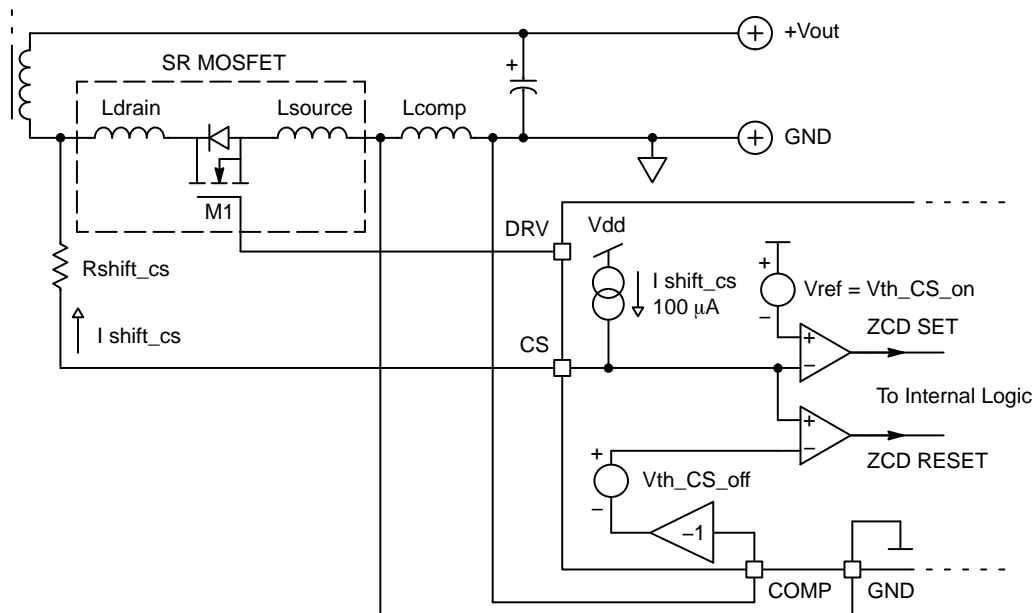 +Vout
SR MOSFET
+
Ldrain
Lsource
Lcomp
GND
M1
DRV
Vdd
Rshift_cs
I shift_cs
100 μA
+
Vref = Vth_CS_on
–
I shift_cs
ZCD SET
+
CS
–
To Internal Logic
+
–
+
ZCD RESET
Vth_CS_off
–
–1
COMP
GND